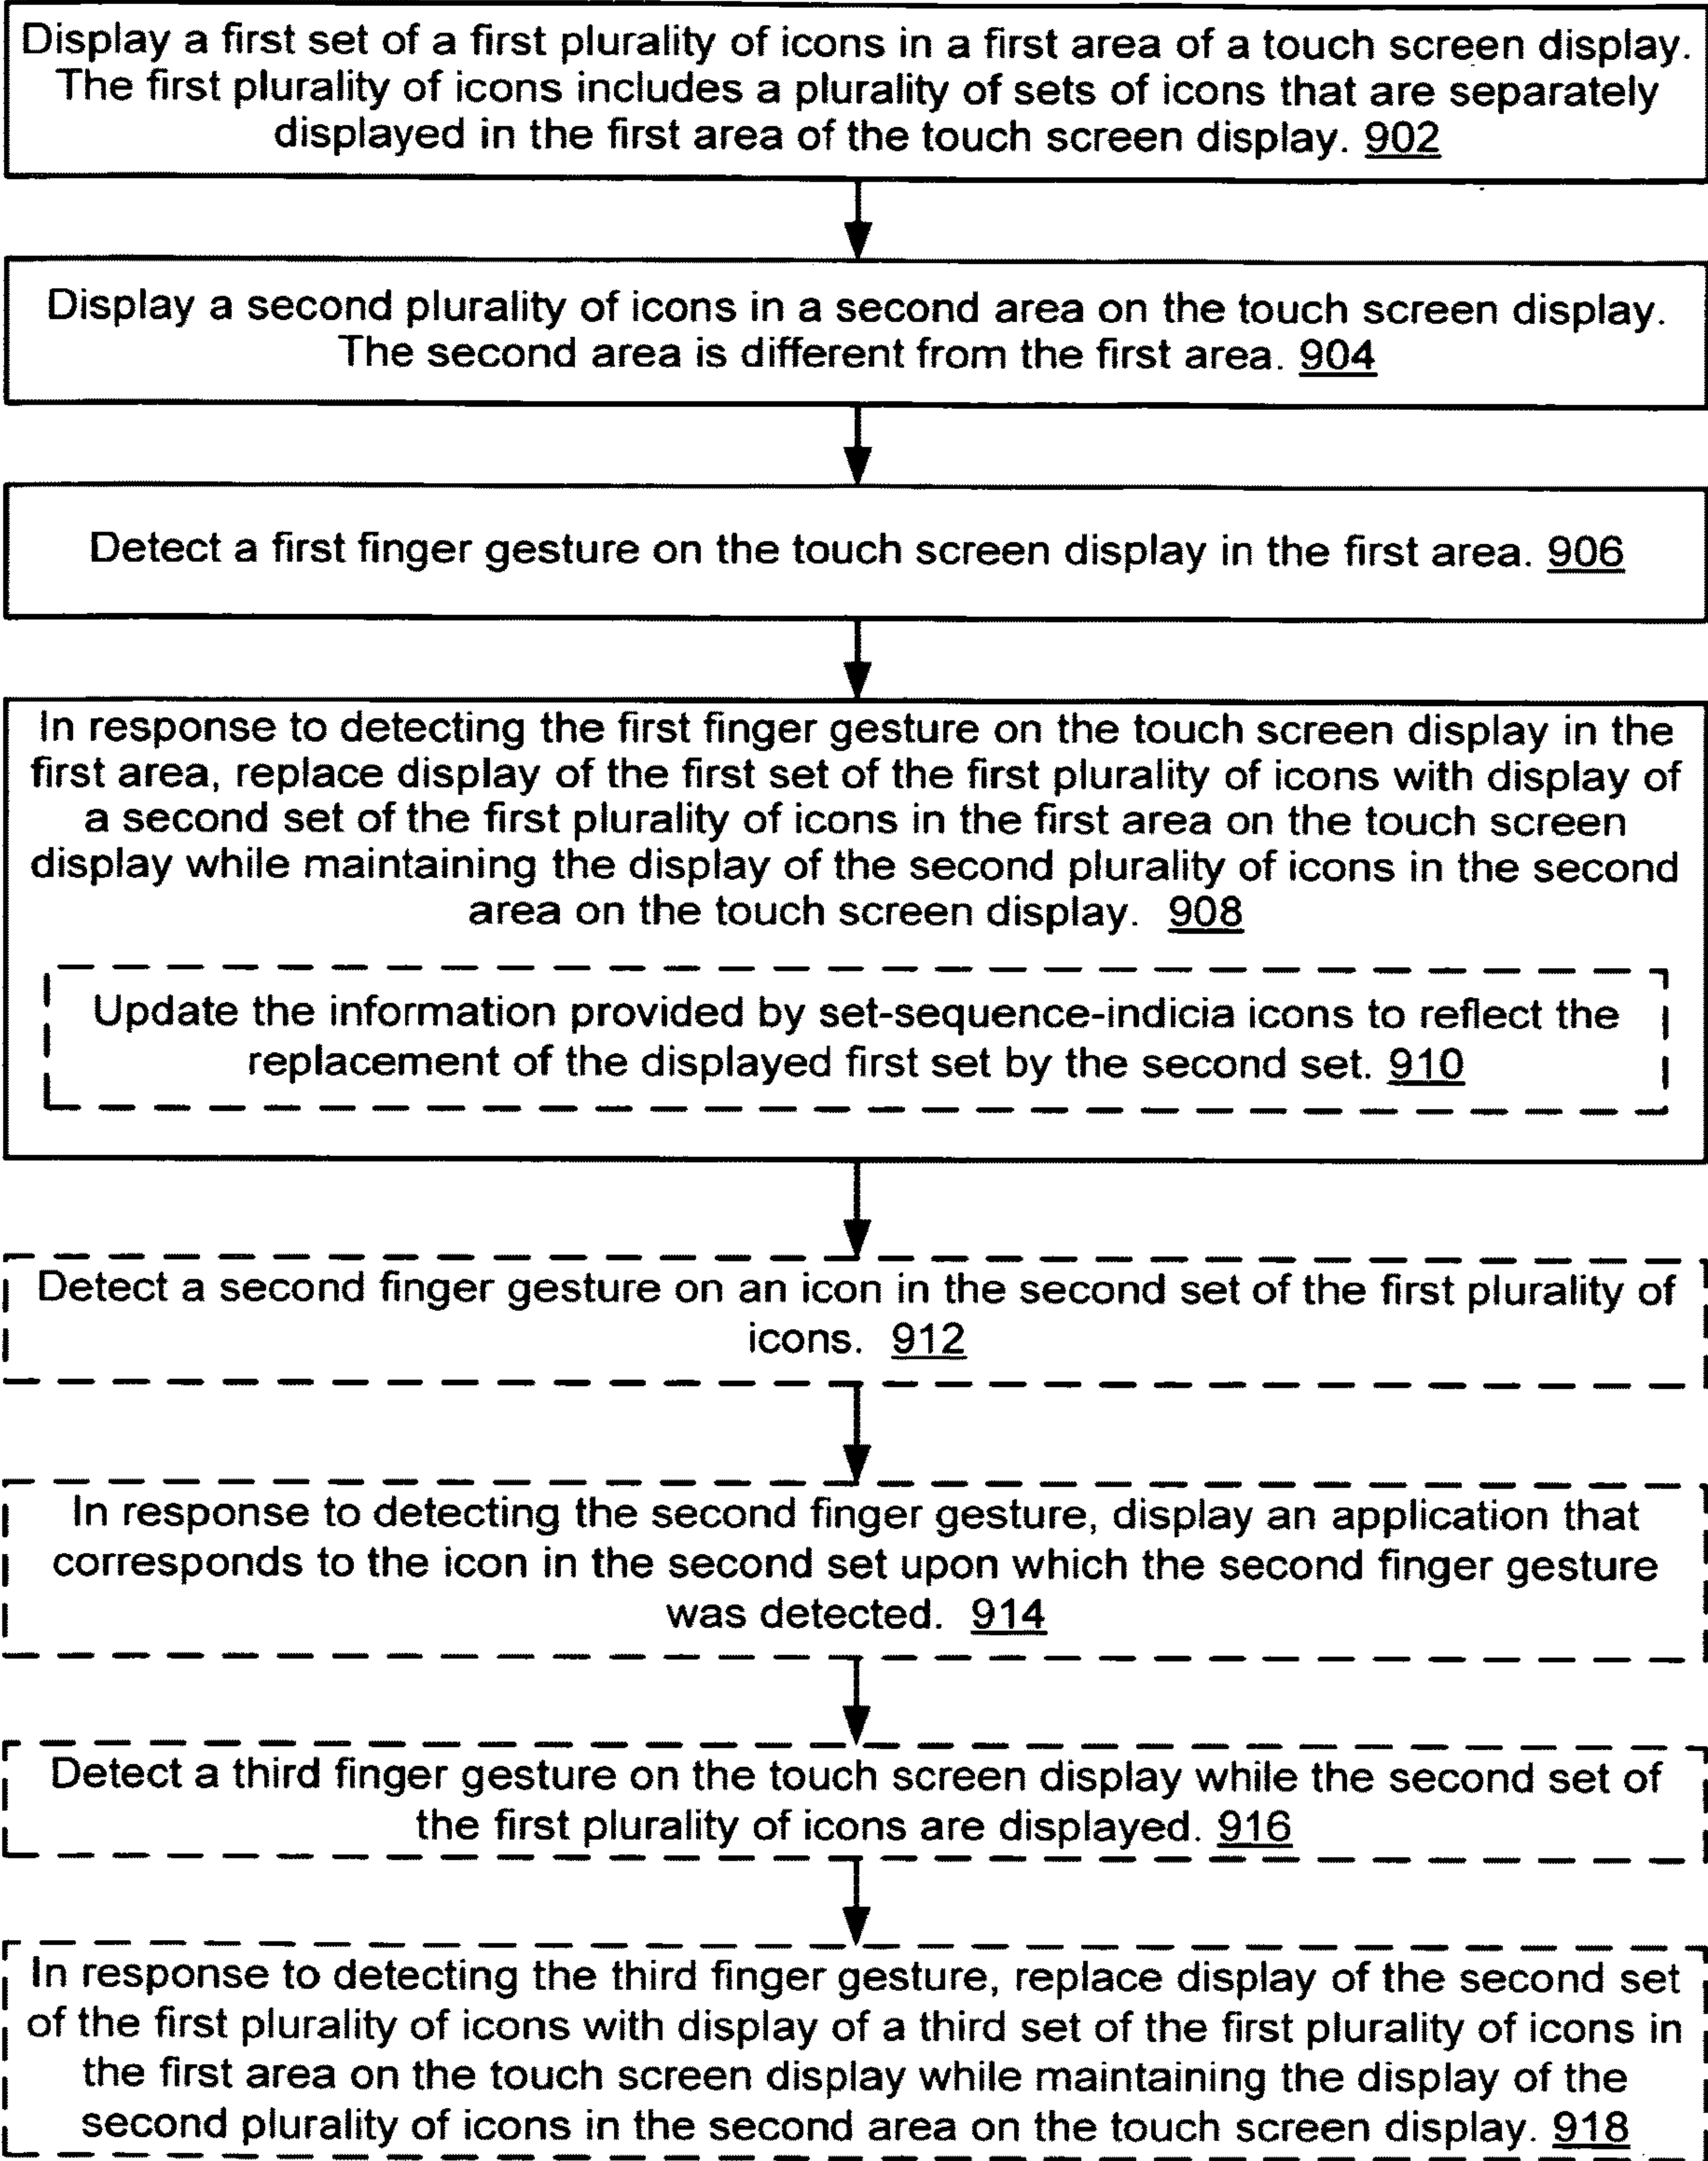 Display a first set of a first plurality of icons in a first area of a touch screen display.
The first plurality of icons includes a plurality of sets of icons that are separately
displayed in the first area of the touch screen display. 902
Display a second plurality of icons in a second area on the touch screen display.
The second area is different from the first area. 904
Detect a first finger gesture on the touch screen display in the first area. 906
In response to detecting the first finger gesture on the touch screen display in the
first area, replace display of the first set of the first plurality of icons with display of
a second set of the first plurality of icons in the first area on the touch screen
display while maintaining the display of the second plurality of icons in the second
area on the touch screen display. 908
Update the information provided by set-sequence-indicia icons to reflect the
replacement of the displayed first set by the second set. 910
Detect a second finger gesture on an icon in the second set of the first plurality of
icons. 912
In response to detecting the second finger gesture, display an application that
corresponds to the icon in the second set upon which the second finger gesture
was detected. 914
Detect a third finger gesture on the touch screen display while the second set of
the first plurality of icons are displayed. 916
In response to detecting the third finger gesture, replace display of the second set
of the first plurality of icons with display of a third set of the first plurality of icons in
the first area on the touch screen display while maintaining the display of the
second plurality of icons in the second area on the touch screen display. 918